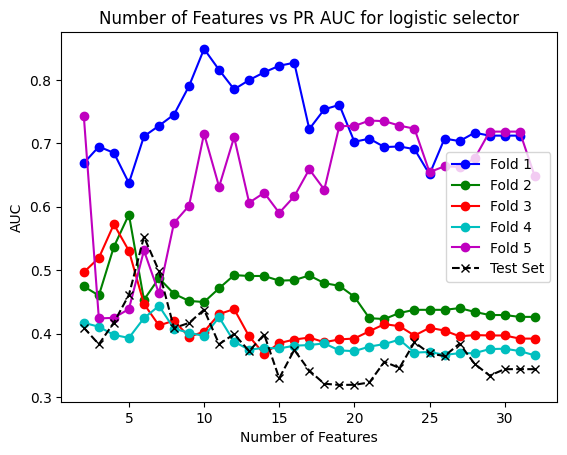 Number of Features vs PR AUC for logistic selector
AUC
0.8
0.7
0.6
0.5
0.4
0.3
Fold 1
Fold 2
Fold 3
Fold 4
Fold 5
Test Set
5 10 15 20 25 30
Number of Features